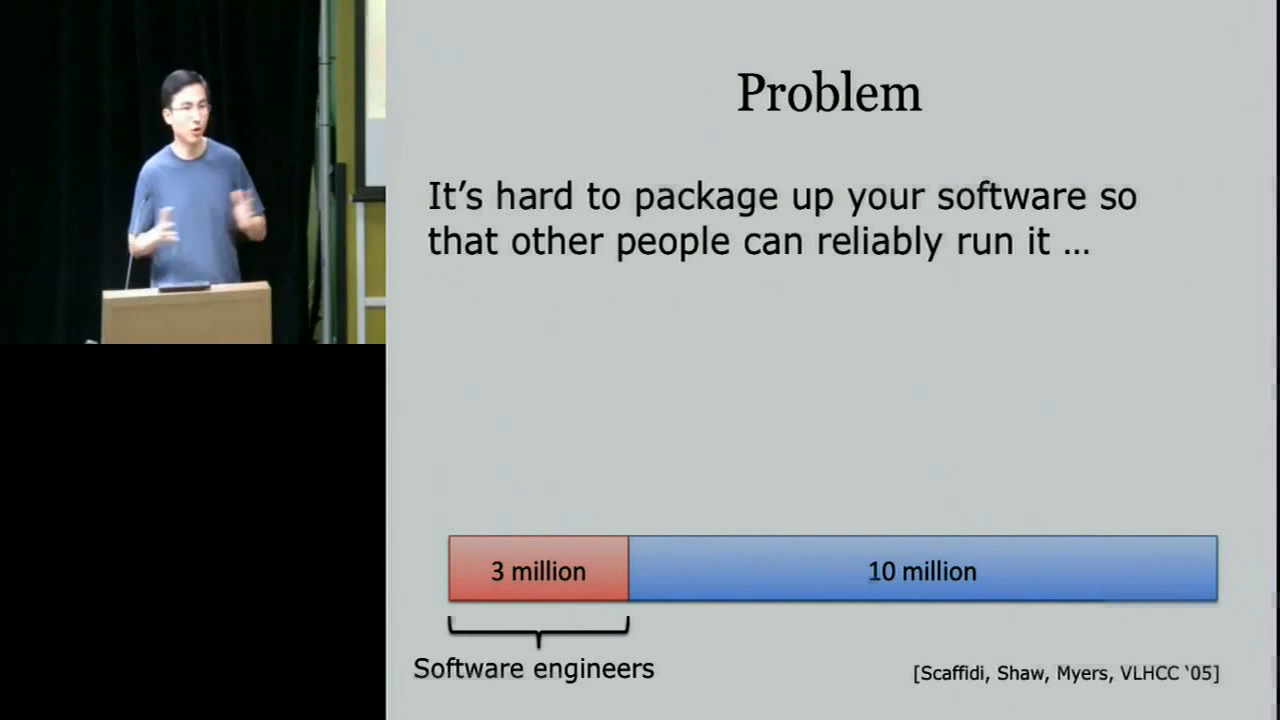 Problem
It’s hard to package up your software so
that other people can reliably run it …
3 million
10 million
Software engineers
[Scaffidi, Shaw, Myers, VLHCC ‘05]